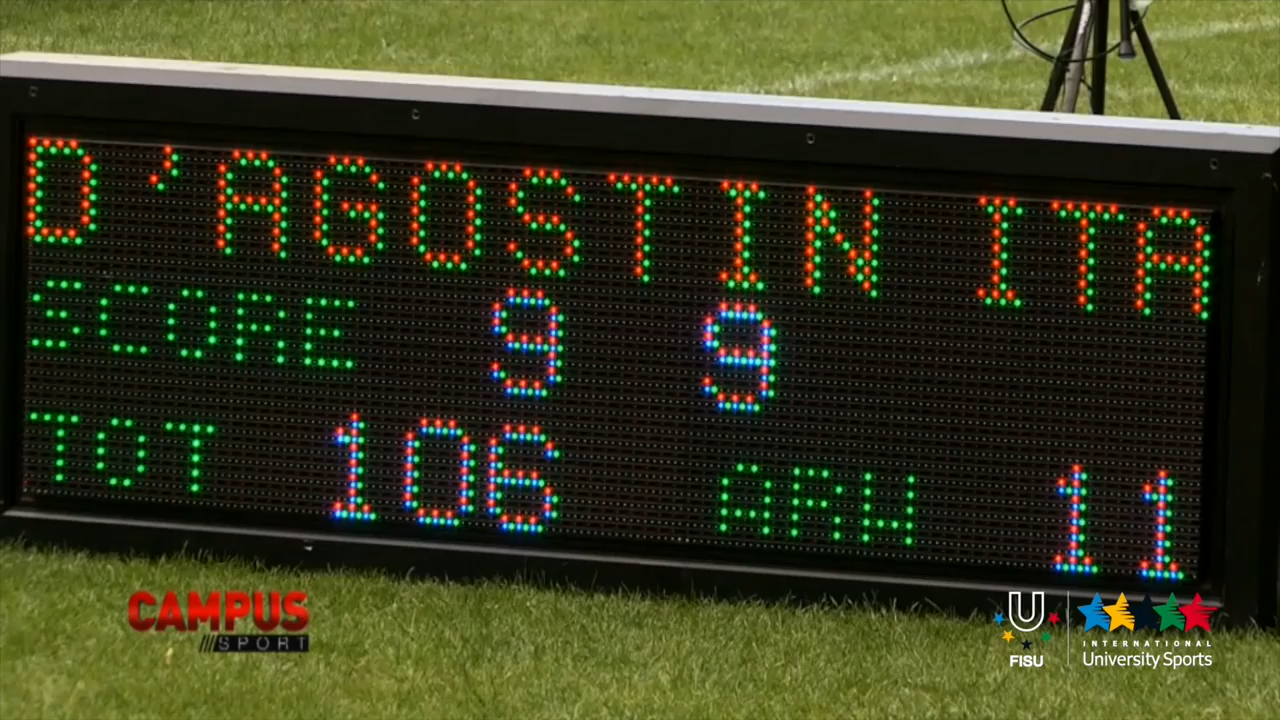 D'AGOSTIN ITA
SCORE 9 9
TOT 106 ARW 11
CAMPUS
///SPORT
FISU
INTERNATIONAL
University Sports